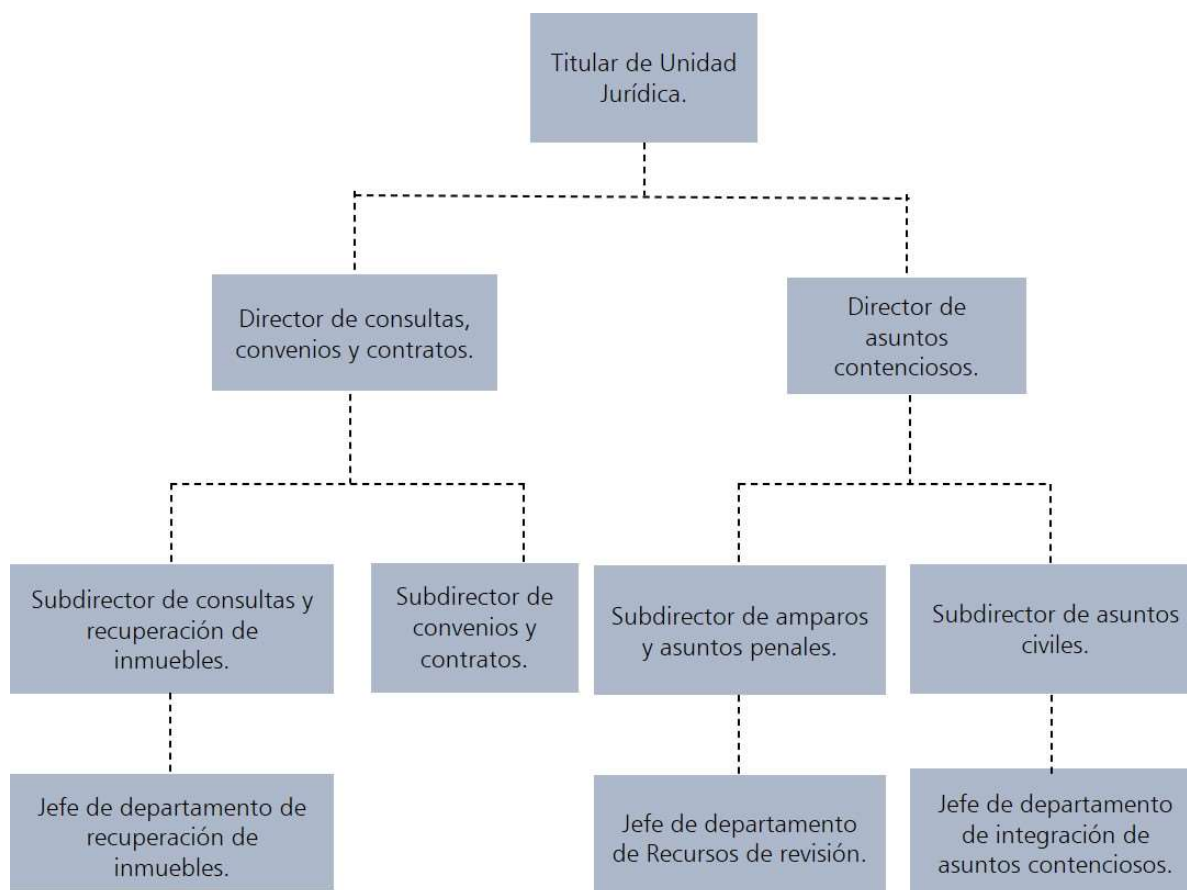 Titular de Unidad
Jurídica.
Director de consultas,
convenios y contratos.
Director de
asuntos
contenciosos.
Subdirector de consultas y
recuperación de
inmuebles.
Subdirector de
convenios y
contratos.
Subdirector de amparos
y asuntos penales.
Subdirector de asuntos
civiles.
Jefe de departamento de
recuperación de
inmuebles.
Jefe de departamento
de Recursos de revisión.
Jefe de departamento
de integración de
asuntos contenciosos.